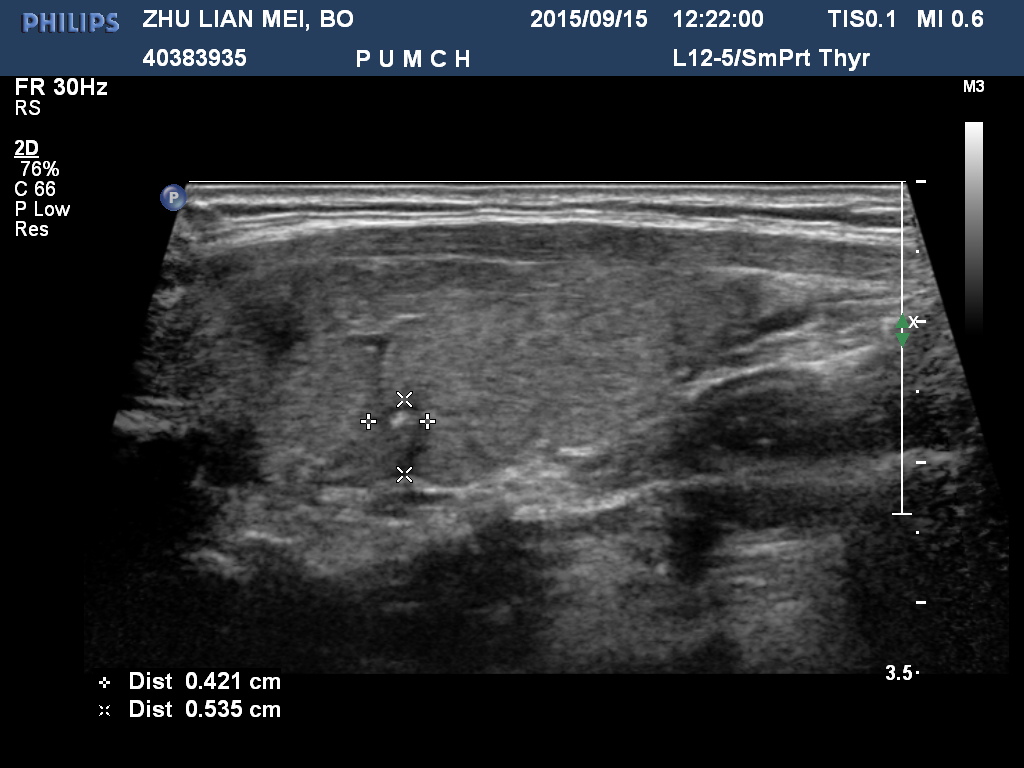 PHILIPS
ZHU LIAN MEI, BO 2015/09/15 12:22:00 TIS0.1 MI 0.6
40383935 P U M C H L12-5/SmPrt Thyr
FR 30Hz
RS
M3
2D
76%
C 66
P Low
Res
P
X
3.5
Dist 0.421 cm
Dist 0.535 cm